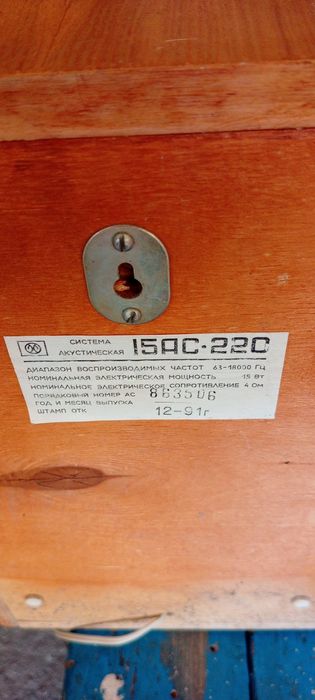 СИСТЕМА
АКУСТИЧЕСКАЯ 15АС·220
ДИАПАЗОН ВОСПРОИЗВОДИМЫХ ЧАСТОТ 63-18000 Гц
НОМИНАЛЬНАЯ ЭЛЕКТРИЧЕСКАЯ МОЩНОСТЬ 15 Вт
НОМИНАЛЬНОЕ ЭЛЕКТРИЧЕСКОЕ СОПРОТИВЛЕНИЕ 4 Ом
ПОРЯДКОВЫЙ НОМЕР АС 863506
ГОД И МЕСЯЦ ВЫПУСКА
ШТАМП ОТК 12-91г